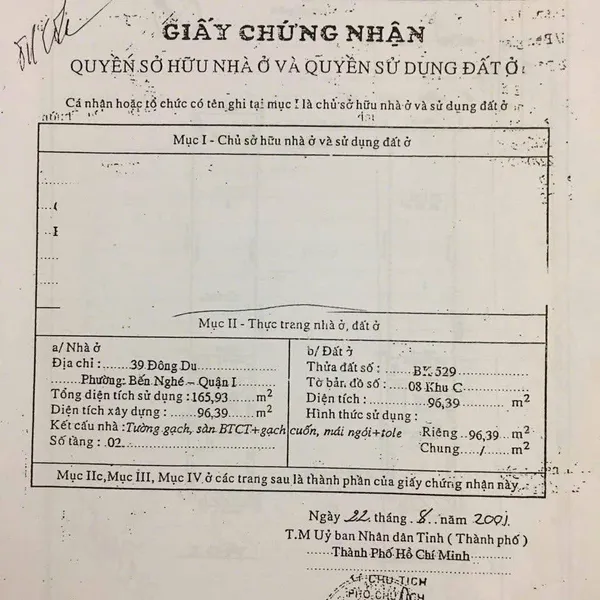 GIẤY CHỨNG NHẬN
QUYỀN SỞ HỮU NHÀ Ở VÀ QUYỀN SỬ DỤNG ĐẤT Ở
Cá nhân hoặc tổ chức có tên ghi tại mục I là chủ sở hữu nhà ở và sử dụng đất ở
Mục I - Chủ sở hữu nhà ở và sử dụng đất ở
Mục II - Thực trạng nhà ở, đất ở
a/ Nhà ở
Địa chỉ : ......39 Đông Du............
......Phường: Bến Nghé – Quận I......
Tổng diện tích sử dụng :165,93....... m2
Diện tích xây dựng : .....96,39....... m2
Kết cấu nhà :Tường gạch, sàn BTCT+gạch cuốn, mái ngói+tole
Số tầng : .02..............
b/ Đất ở
Thửa đất số: ........ BK 529
Tờ bản đồ số: ..... 08 Khu C
Diện tích : ......... 96,39....... m2
Hình thức sử dụng :
Riêng ..96,39.... m2
Chung ..../...... m2
Mục IIc, Mục III, Mục IV ở các trang sau là thành phần của giấy chứng nhận này
Ngày 22 tháng 8 năm 2001
T.M Uỷ ban Nhân dân Tỉnh ( Thành phố )
......Thành Phố Hồ Chí Minh......
CHỦ TỊCH
PHÓ CHỦ TỊCH